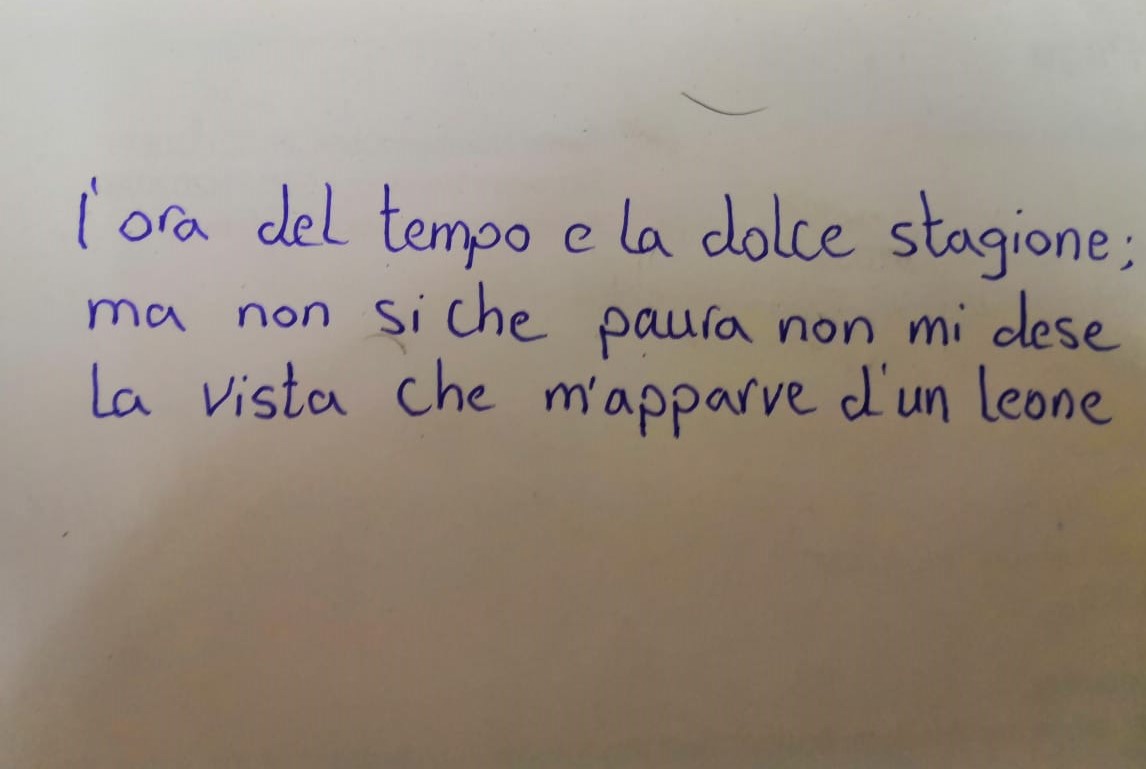 l'ora del tempo e la dolce stagione;
ma non si che paura non mi dese
la vista che m'apparve d'un leone